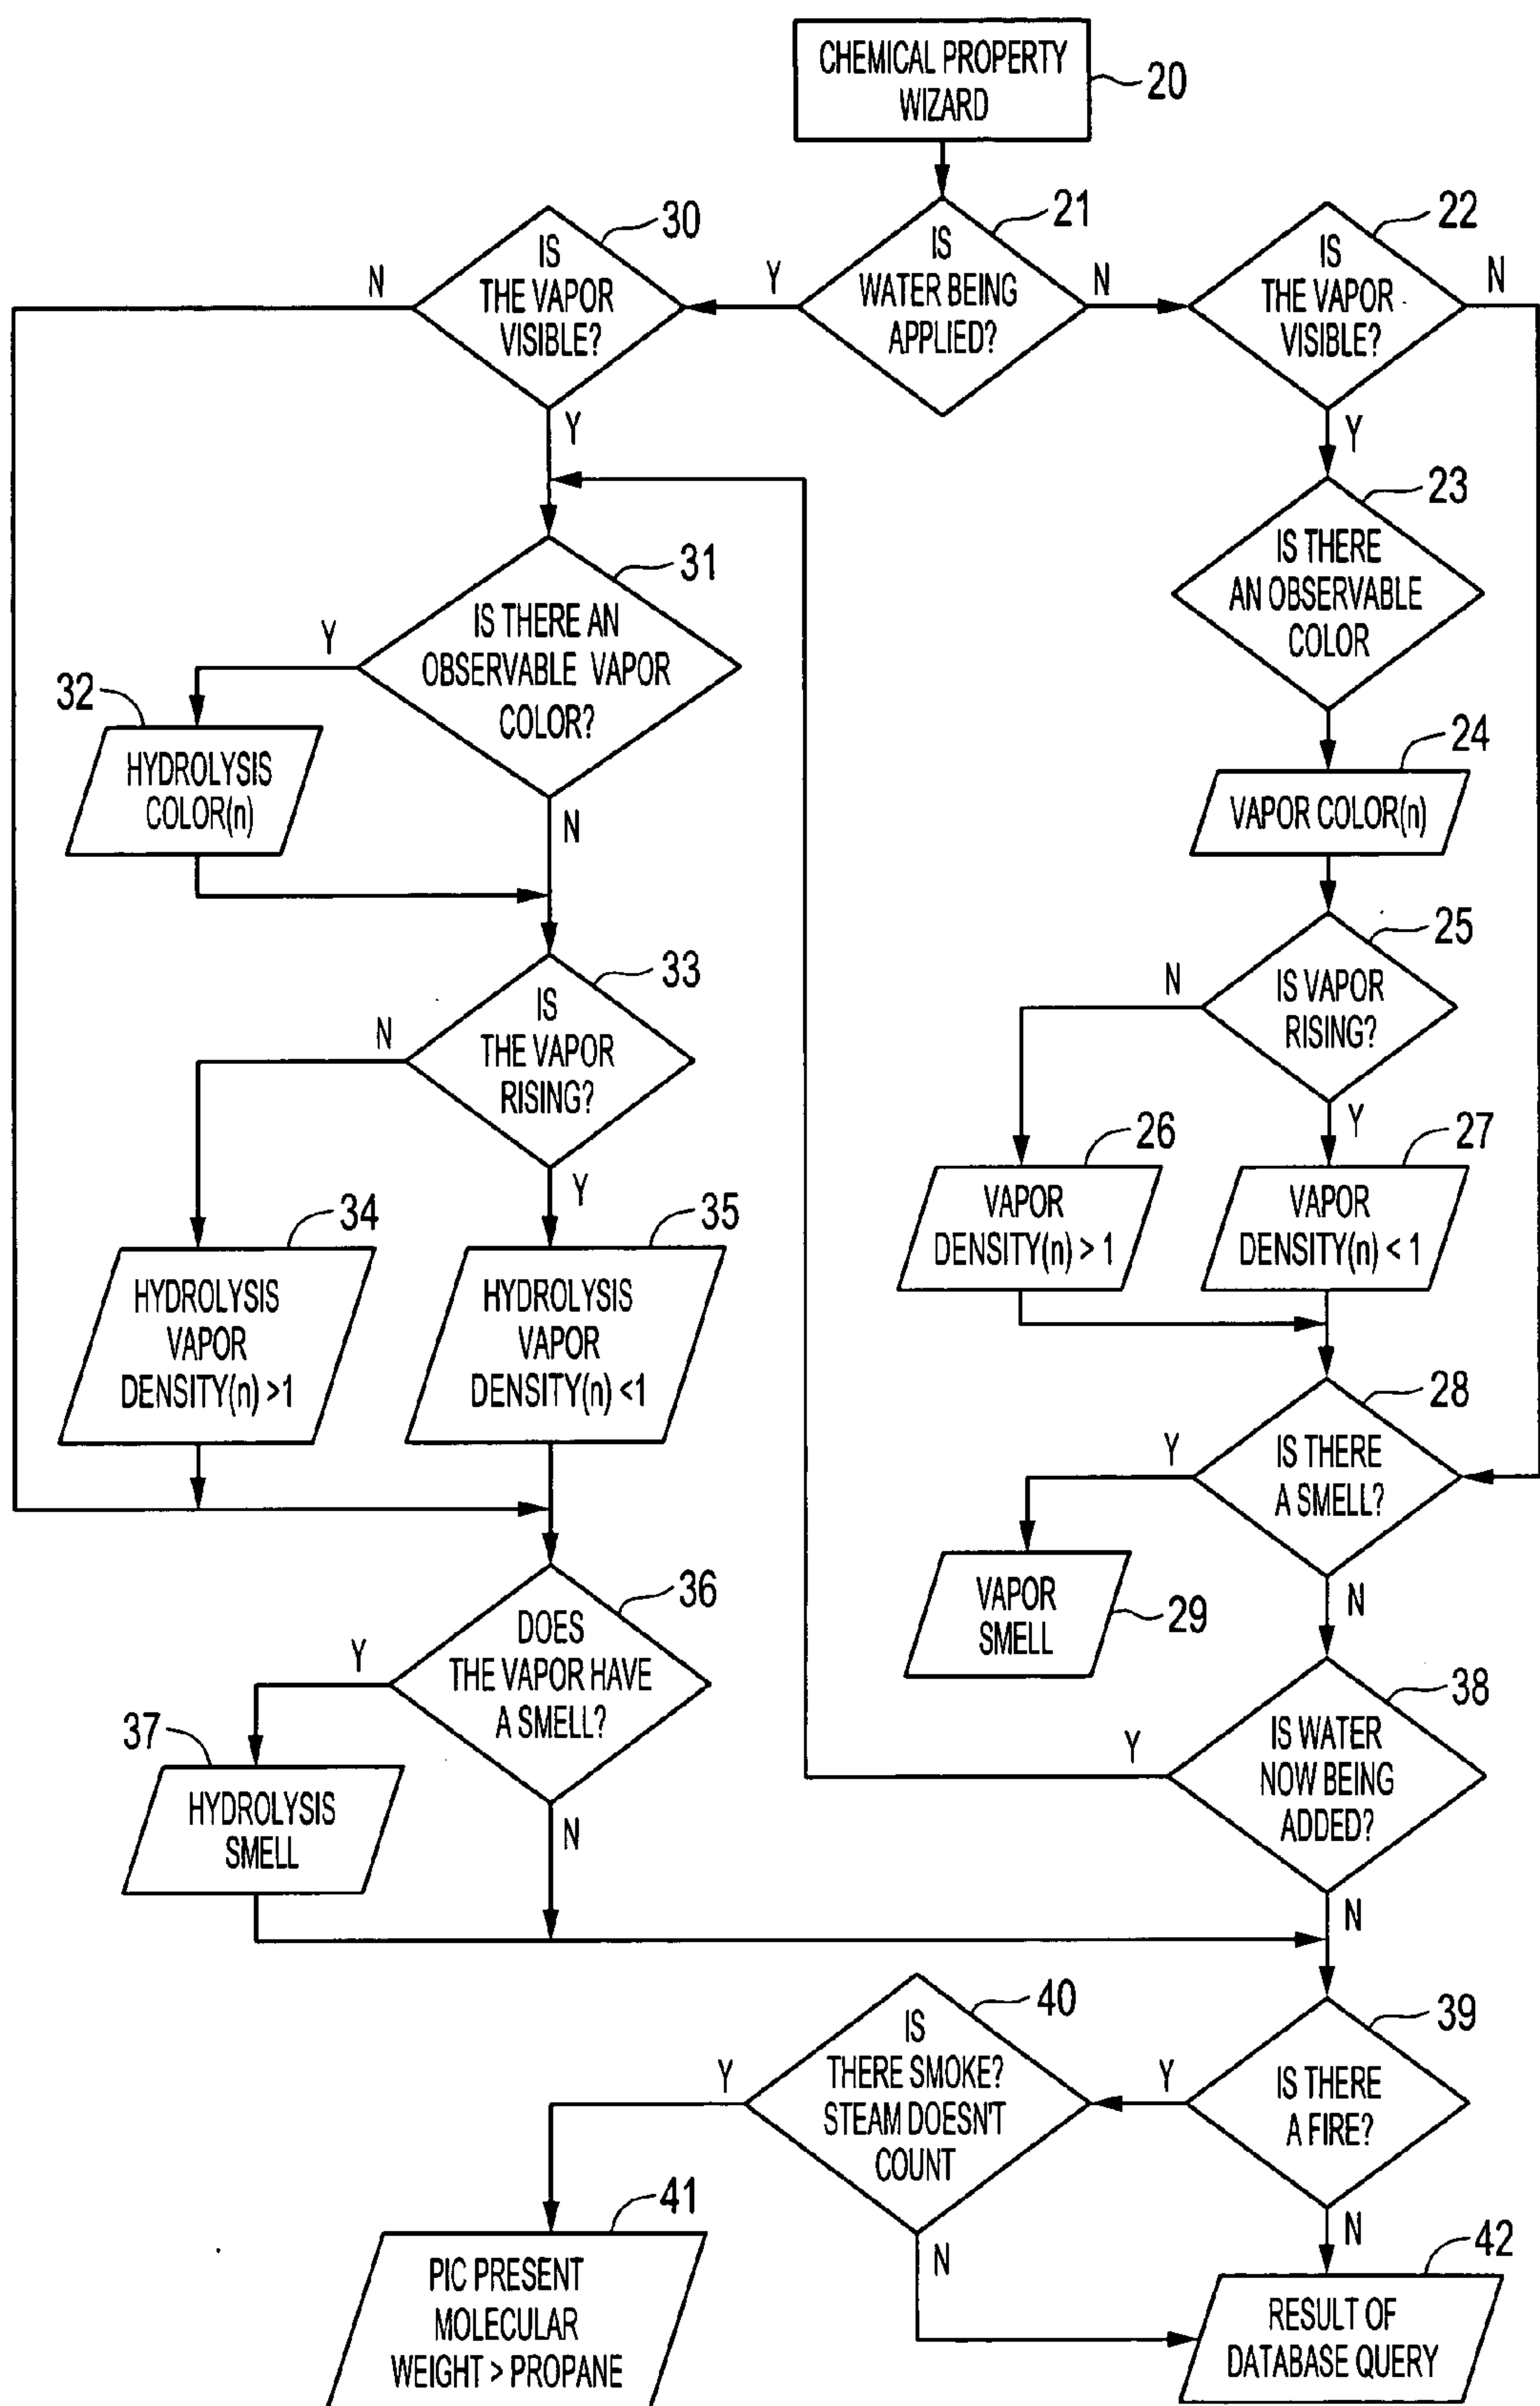 CHEMICAL PROPERTY
WIZARD
20
21
IS
WATER BEING
APPLIED?
Y
N
30
IS
THE VAPOR
VISIBLE?
N
Y
22
IS
THE VAPOR
VISIBLE?
N
Y
23
IS THERE
AN OBSERVABLE
COLOR
31
IS THERE AN
OBSERVABLE VAPOR
COLOR?
Y
N
32
HYDROLYSIS
COLOR(n)
24
VAPOR COLOR(n)
25
IS VAPOR
RISING?
N
Y
33
IS
THE VAPOR
RISING?
N
Y
26
VAPOR
DENSITY(n) > 1
27
VAPOR
DENSITY(n) < 1
34
HYDROLYSIS
VAPOR
DENSITY(n) >1
35
HYDROLYSIS
VAPOR
DENSITY(n) <1
28
IS THERE
A SMELL?
Y
N
VAPOR
SMELL
29
36
DOES
THE VAPOR HAVE
A SMELL?
Y
N
37
HYDROLYSIS
SMELL
38
IS WATER
NOW BEING
ADDED?
Y
N
39
IS THERE
A FIRE?
Y
N
40
IS
THERE SMOKE?
STEAM DOESN'T
COUNT
Y
N
41
PIC PRESENT
MOLECULAR
WEIGHT > PROPANE
42
RESULT OF
DATABASE QUERY